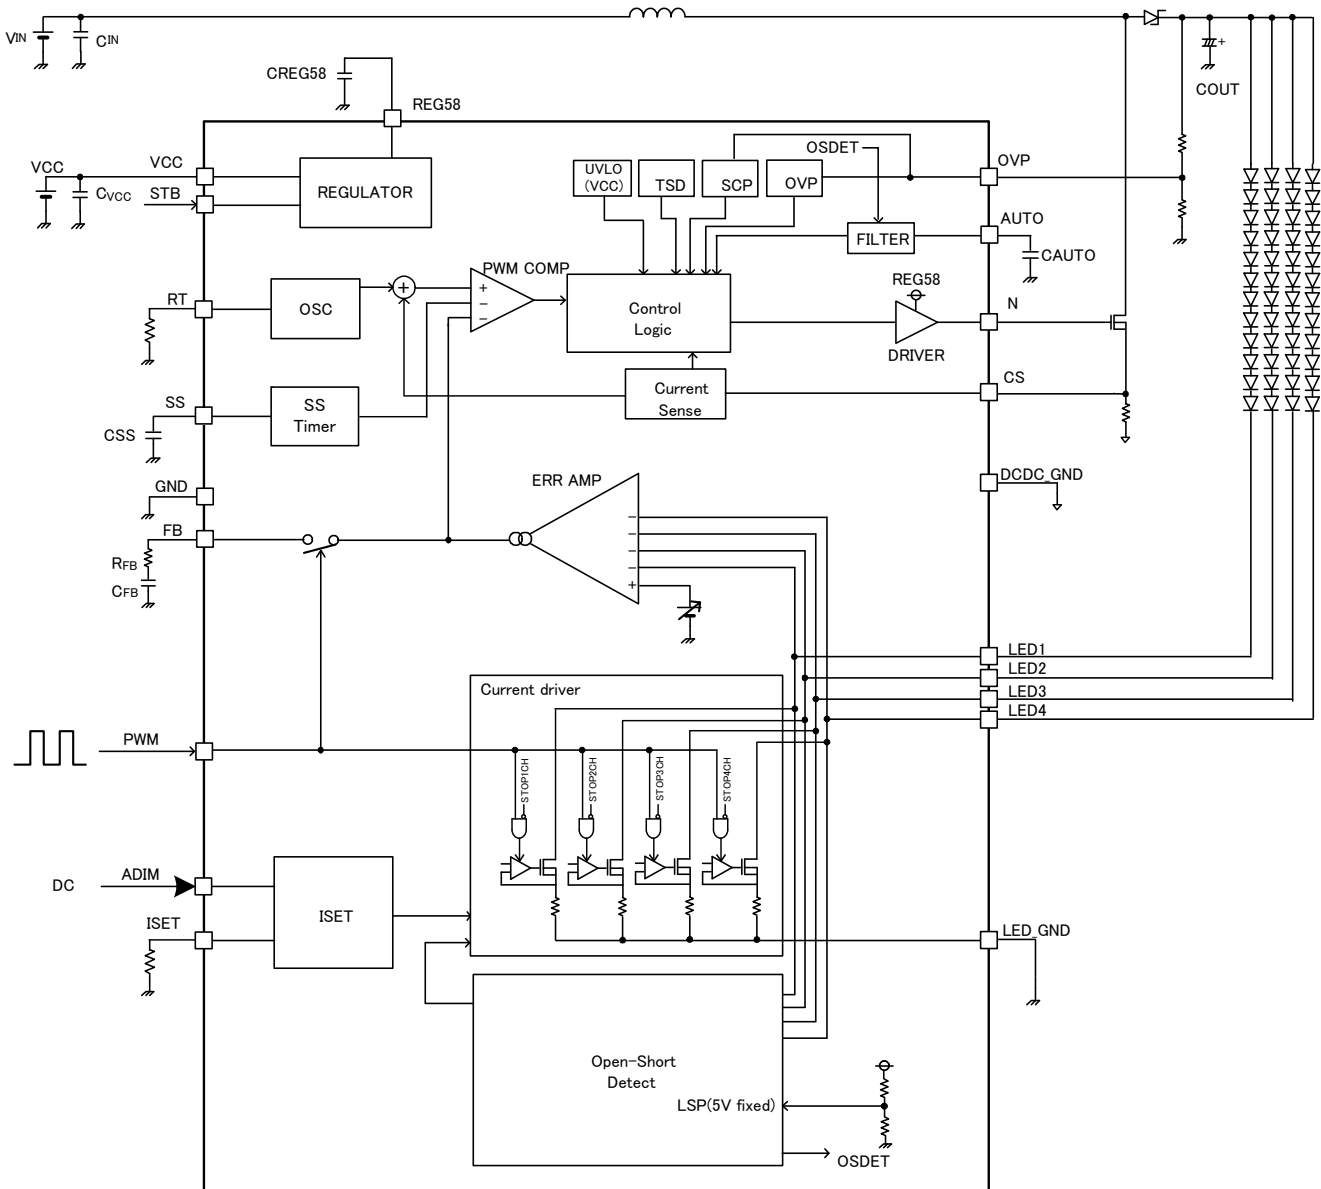 VIN
CIN
COUT
CREG58
REG58
VCC
CVCC
VCC
STB
REGULATOR
UVLO
(VCC)
TSD
SCP
OVP
OSDET
FILTER
OVP
AUTO
CAUTO
RT
OSC
+
PWM COMP
+
−
−
Control
Logic
REG58
DRIVER
N
SS
CSS
SS
Timer
Current
Sense
CS
GND
FB
RFB
CFB
ERR AMP
−
−
−
−
+
DCDC_GND
LED1
LED2
LED3
LED4
PWM
Current driver
STOP1CH
STOP2CH
STOP3CH
STOP4CH
DC
ADIM
ISET
ISET
LED_GND
Open-Short
Detect
LSP(5V fixed)
OSDET
+